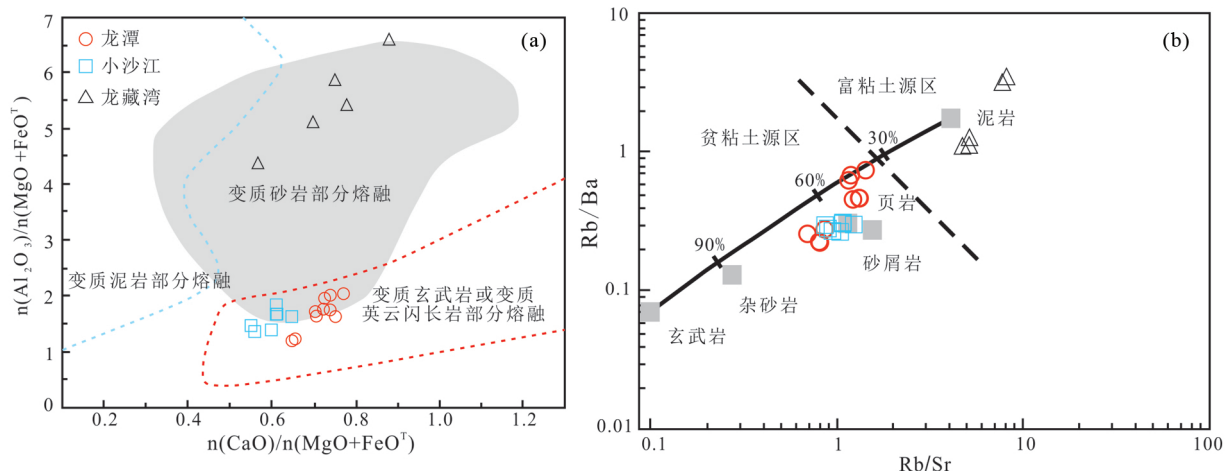 (a)
龙潭
小沙江
龙藏湾
变质砂岩部分熔融
变质泥岩部分熔融
变质玄武岩或变质
英云闪长岩部分熔融
n(Al₂O₃)/n(MgO+FeOᵀ)
7
6
5
4
3
2
1
0
0.2
0.4
0.6
0.8
1.0
1.2
n(CaO)/n(MgO+FeOᵀ)
(b)
富粘土源区
泥岩
贫粘土源区
30%
60%
页岩
90%
砂屑岩
杂砂岩
玄武岩
Rb/Ba
10
1
0.1
0.01
0.1
1
10
100
Rb/Sr